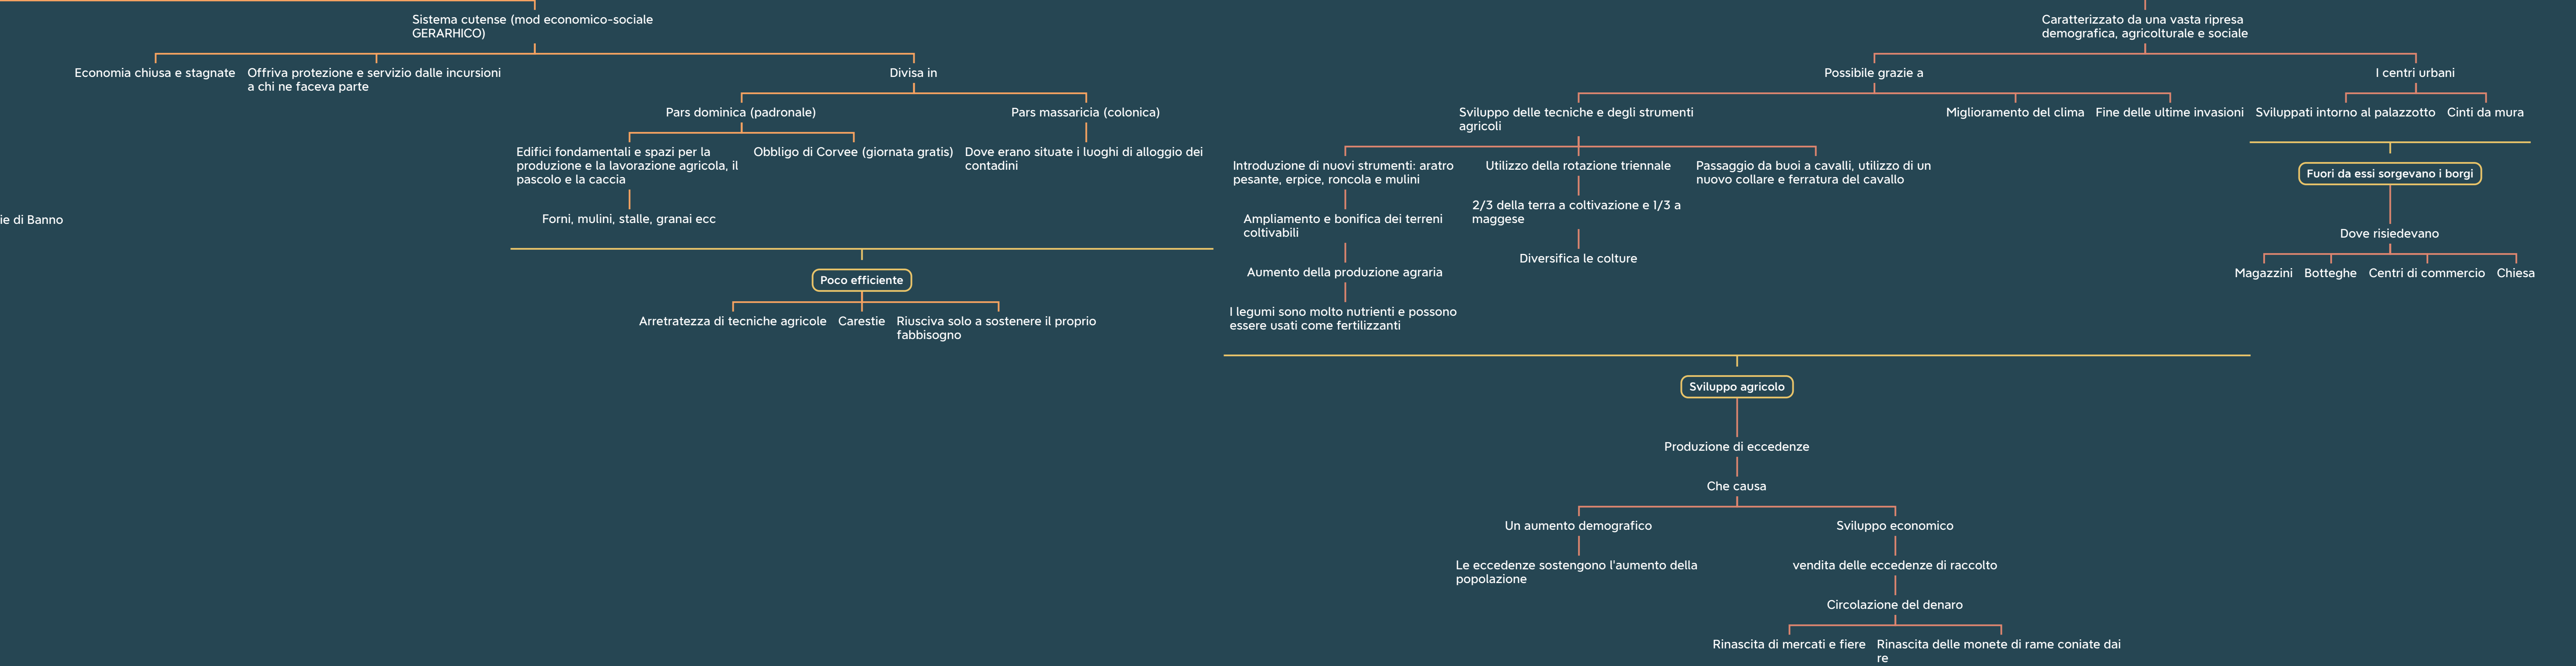 Sistema cutense (mod economico-sociale
GERARHICO)
Economia chiusa e stagnate
Offriva protezione e servizio dalle incursioni
a chi ne faceva parte
Divisa in
Pars dominica (padronale)
Pars massaricia (colonica)
Edifici fondamentali e spazi per la
produzione e la lavorazione agricola, il
pascolo e la caccia
Obbligo di Corvee (giornata gratis)
Dove erano situate i luoghi di alloggio dei
contadini
ie di Banno
Forni, mulini, stalle, granai ecc
Poco efficiente
Arretratezza di tecniche agricole
Carestie
Riusciva solo a sostenere il proprio
fabbisogno
Caratterizzato da una vasta ripresa
demografica, agricolturale e sociale
Possibile grazie a
I centri urbani
Sviluppo delle tecniche e degli strumenti
agricoli
Miglioramento del clima
Fine delle ultime invasioni
Sviluppati intorno al palazzotto
Cinti da mura
Introduzione di nuovi strumenti: aratro
pesante, erpice, roncola e mulini
Utilizzo della rotazione triennale
Passaggio da buoi a cavalli, utilizzo di un
nuovo collare e ferratura del cavallo
Fuori da essi sorgevano i borghi
Ampliamento e bonifica dei terreni
coltivabili
2/3 della terra a coltivazione e 1/3 a
maggese
Dove risiedevano
Aumento della produzione agraria
Diversifica le colture
Magazzini
Botteghe
Centri di commercio
Chiesa
I legumi sono molto nutrienti e possono
essere usati come fertilizzanti
Sviluppo agricolo
Produzione di eccedenze
Che causa
Un aumento demografico
Sviluppo economico
Le eccedenze sostengono l'aumento della
popolazione
vendita delle eccedenze di raccolto
Circolazione del denaro
Rinascita di mercati e fiere
Rinascita delle monete di rame coniate dai
re